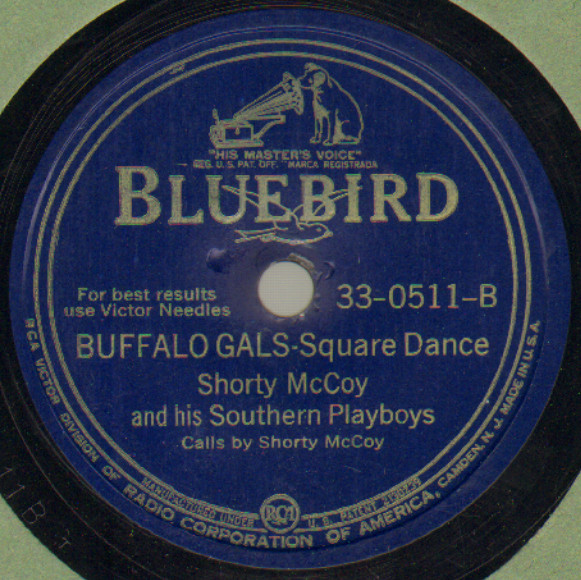 "HIS MASTER'S VOICE"
REG. U.S. PAT. OFF. MARCA REGISTRADA
BLUEBIRD
For best results
use Victor Needles
33-0511-B
BUFFALO GALS-Square Dance
Shorty McCoy
and his Southern Playboys
Calls by Shorty McCoy
MANUFACTURED UNDER RCA U. S. PATENT
RCA VICTOR DIVISION OF RADIO CORPORATION OF AMERICA, CAMDEN, N. J. MADE IN U.S.A.